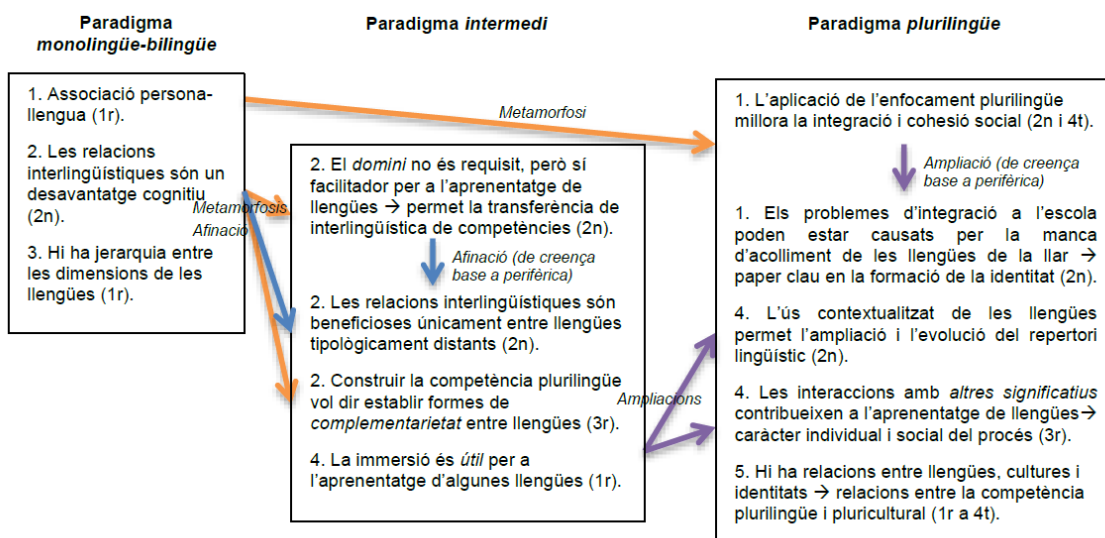 Paradigma
monolingüe-bilingüe
Paradigma intermedi
Paradigma plurilingüe
1. Associació persona-
llengua (1r).
2. Les relacions
interlingüístiques són un
desavantatge cognitiu
(2n).
3. Hi ha jerarquia entre
les dimensions de les
llengües (1r).
Metamorfosi
Metamorfosis
Afinació
2. El domini no és requisit, però sí
facilitador per a l'aprenentatge de
llengües → permet la transferència de
interlingüística de competències (2n).
Afinació (de creença
base a perifèrica)
2. Les relacions interlingüístiques són
beneficioses únicament entre llengües
tipològicament distants (2n).
2. Construir la competència plurilingüe
vol dir establir formes de
complementarietat entre llengües (3r).
4. La immersió és útil per a
l'aprenentatge d'algunes llengües (1r).
Ampliacions
1. L'aplicació de l'enfocament plurilingüe
millora la integració i cohesió social (2n i 4t).
Ampliació (de creença
base a perifèrica)
1. Els problemes d'integració a l'escola
poden estar causats per la manca
d'acolliment de les llengües de la llar →
paper clau en la formació de la identitat (2n).
4. L'ús contextualitzat de les llengües
permet l'ampliació i l'evolució del repertori
lingüístic (2n).
4. Les interaccions amb altres significatius
contribueixen a l'aprenentatge de llengües→
caràcter individual i social del procés (3r).
5. Hi ha relacions entre llengües, cultures i
identitats → relacions entre la competència
plurilingüe i pluricultural (1r a 4t).